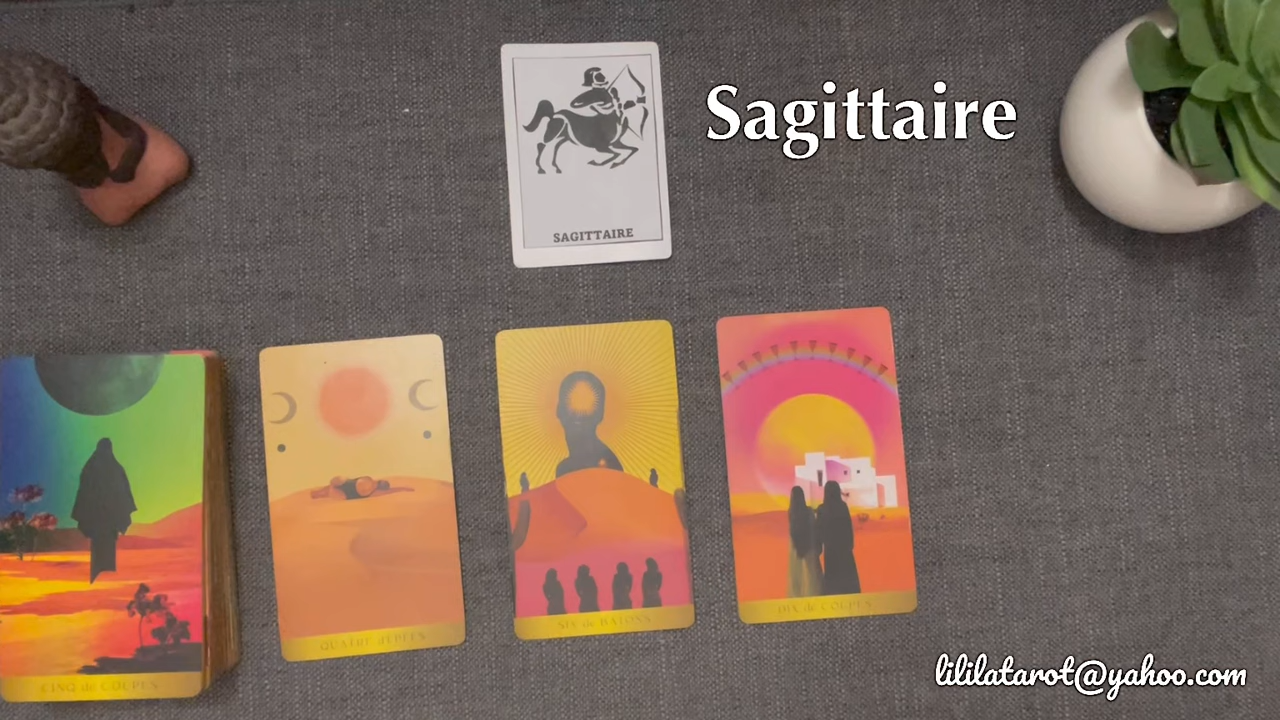 Sagittaire
SAGITTAIRE
CINQ de COUPES
QUATRE d'ÉPÉES
SIX de BATONS
DIX de COUPES
lililatarot@yahoo.com